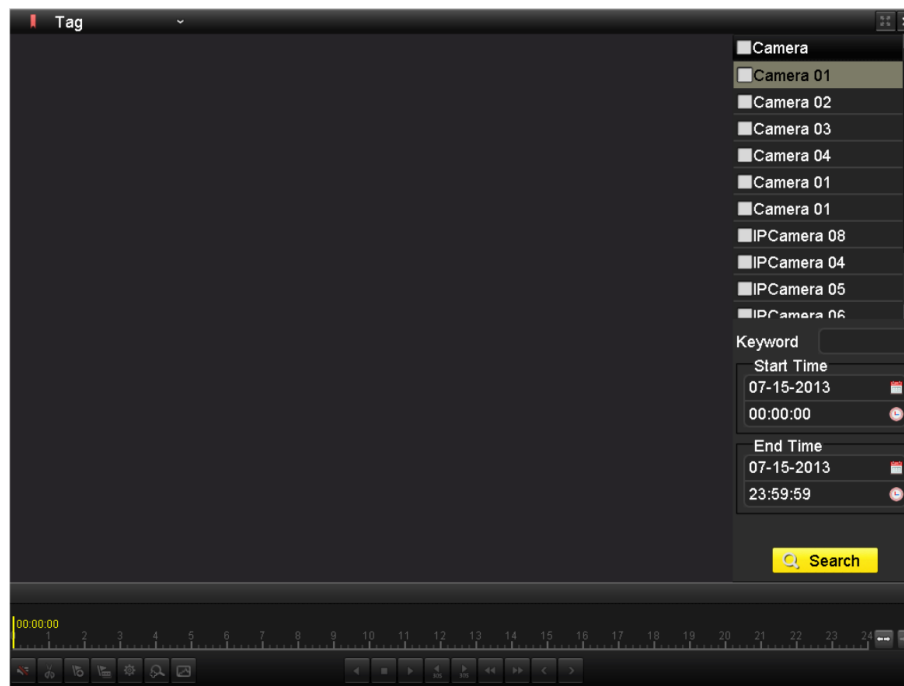 Tag
Camera
Camera 01
Camera 02
Camera 03
Camera 04
Camera 01
Camera 01
IPCamera 08
IPCamera 04
IPCamera 05
IPCamera 06
Keyword
Start Time
07-15-2013
00:00:00
End Time
07-15-2013
23:59:59
Search
00:00:00
1 2 3 4 5 6 7 8 9 10 11 12 13 14 15 16 17 18 19 20 21 22 23 24